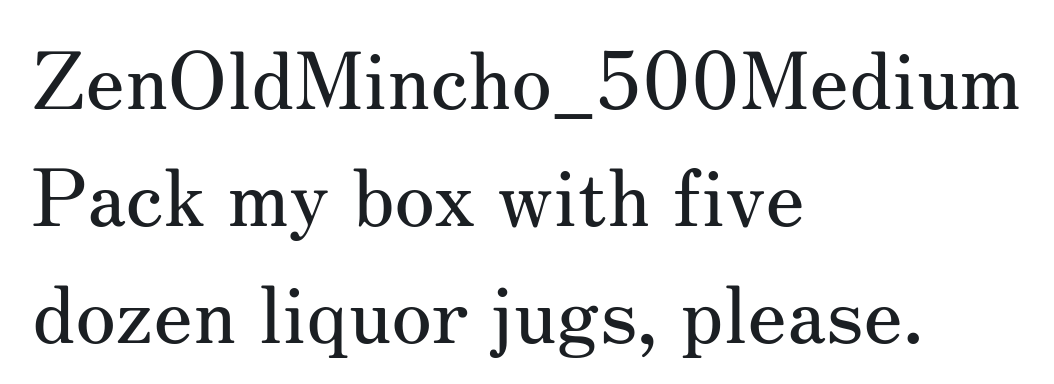 ZenOldMincho_500Medium
Pack my box with five
dozen liquor jugs, please.